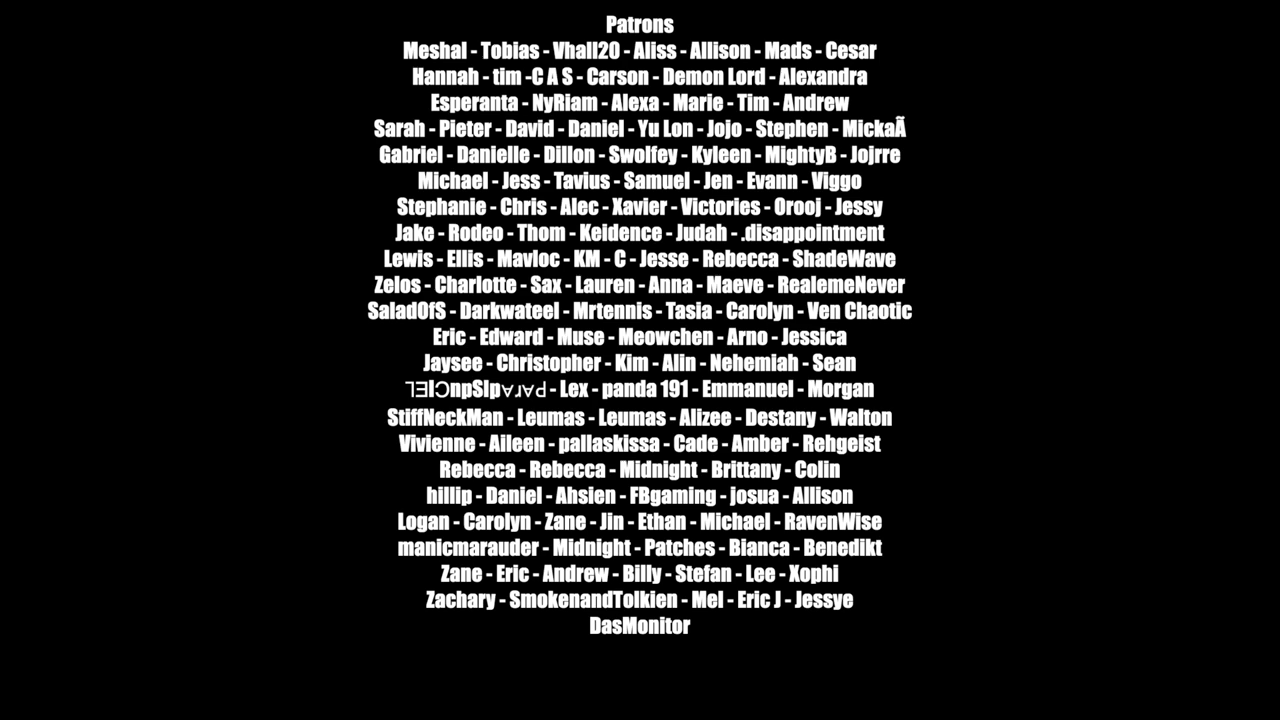 Patrons
Meshal - Tobias - Vhall20 - Aliss - Allison - Mads - Cesar
Hannah - tim -C A S - Carson - Demon Lord - Alexandra
Esperanta - NyRiam - Alexa - Marie - Tim - Andrew
Sarah - Pieter - David - Daniel - Yu Lon - Jojo - Stephen - MickaÃ
Gabriel - Danielle - Dillon - Swolfey - Kyleen - MightyB - Jojrre
Michael - Jess - Tavius - Samuel - Jen - Evann - Viggo
Stephanie - Chris - Alec - Xavier - Victories - Orooj - Jessy
Jake - Rodeo - Thom - Keidence - Judah - .disappointment
Lewis - Ellis - Mavloc - KM - C - Jesse - Rebecca - ShadeWave
Zelos - Charlotte - Sax - Lauren - Anna - Maeve - RealemeNever
SaladOfS - Darkwateel - Mrtennis - Tasia - Carolyn - Ven Chaotic
Eric - Edward - Muse - Meowchen - Arno - Jessica
Jaysee - Christopher - Kim - Alin - Nehemiah - Sean
⅂ƎIƆnpSIp∀ɹ∀Ԁ - Lex - panda 191 - Emmanuel - Morgan
StiffNeckMan - Leumas - Leumas - Alizee - Destany - Walton
Vivienne - Aileen - pallaskissa - Cade - Amber - Rehgeist
Rebecca - Rebecca - Midnight - Brittany - Colin
hillip - Daniel - Ahsien - FBgaming - josua - Allison
Logan - Carolyn - Zane - Jin - Ethan - Michael - RavenWise
manicmarauder - Midnight - Patches - Bianca - Benedikt
Zane - Eric - Andrew - Billy - Stefan - Lee - Xophi
Zachary - SmokenandTolkien - Mel - Eric J - Jessye
DasMonitor